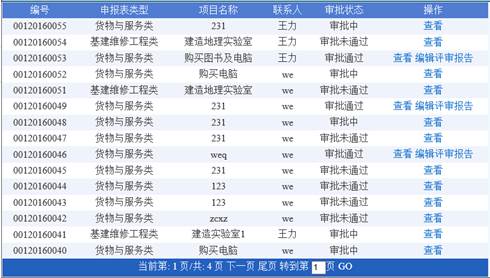 编号 申报表类型 项目名称 联系人 审批状态 操作
00120160055 货物与服务类 231 王力 审批中 查看
00120160054 基建维修工程类 建造地理实验室 王力 审批未通过 查看
00120160053 货物与服务类 购买图书及电脑 王力 审批通过 查看 编辑评审报告
00120160052 货物与服务类 购买电脑 we 审批中 查看
00120160051 基建维修工程类 建造地理实验室 we 审批未通过 查看
00120160049 货物与服务类 231 we 审批通过 查看 编辑评审报告
00120160048 货物与服务类 231 we 审批中 查看
00120160047 货物与服务类 231 we 审批未通过 查看
00120160046 货物与服务类 weq we 审批通过 查看 编辑评审报告
00120160045 货物与服务类 231 we 审批未通过 查看
00120160044 货物与服务类 123 we 审批中 查看
00120160043 货物与服务类 123 we 审批未通过 查看
00120160042 货物与服务类 zcxz we 审批未通过 查看
00120160041 基建维修工程类 建造实验室1 王力 审批中 查看
00120160040 货物与服务类 购买电脑 we 审批中 查看
当前第: 1 页/共: 4 页 下一页 尾页 转到第 1 页 GO